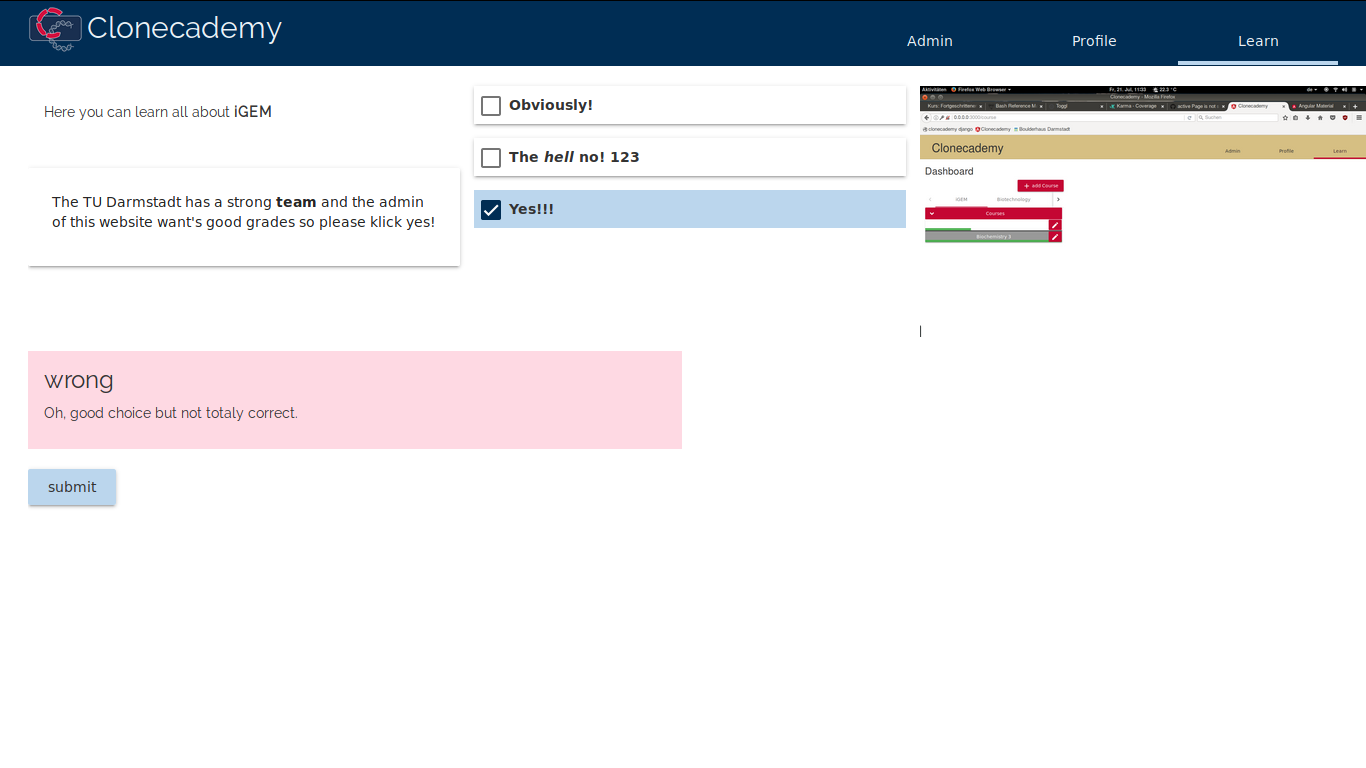 Clonecademy
Admin
Profile
Learn
Here you can learn all about iGEM
The TU Darmstadt has a strong team and the admin
of this website want's good grades so please klick yes!
Obviously!
The hell no! 123
Yes!!!
Aktivitäten Firefox Web Browser
Fr, 21. Jul, 11:33
22.3 °C
de
Clonecademy - Mozilla Firefox
Kurs: Fortgeschritteno
Bash Reference M
Toggl
Karma - Coverage
active Page is not
Clonecademy
Angular Material
0.0.0.0:3000/course
Suchen
clonecademy django
Clonecademy
Boulderhaus Darmstadt
Clonecademy
Admin
Profile
Learn
Dashboard
+ add Course
iGEM
Biotechnology
Courses
Biochemistry 1
wrong
Oh, good choice but not totaly correct.
submit